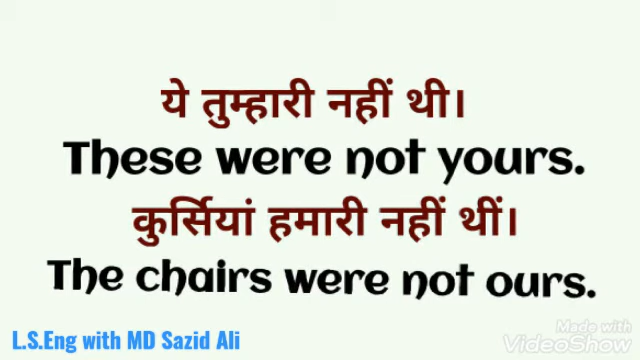 ये तुम्हारी नहीं थी।
These were not yours.
कुर्सियां हमारी नहीं थीं।
The chairs were not ours.
L.S.Eng with MD Sazid Ali
Made with
VideoShow